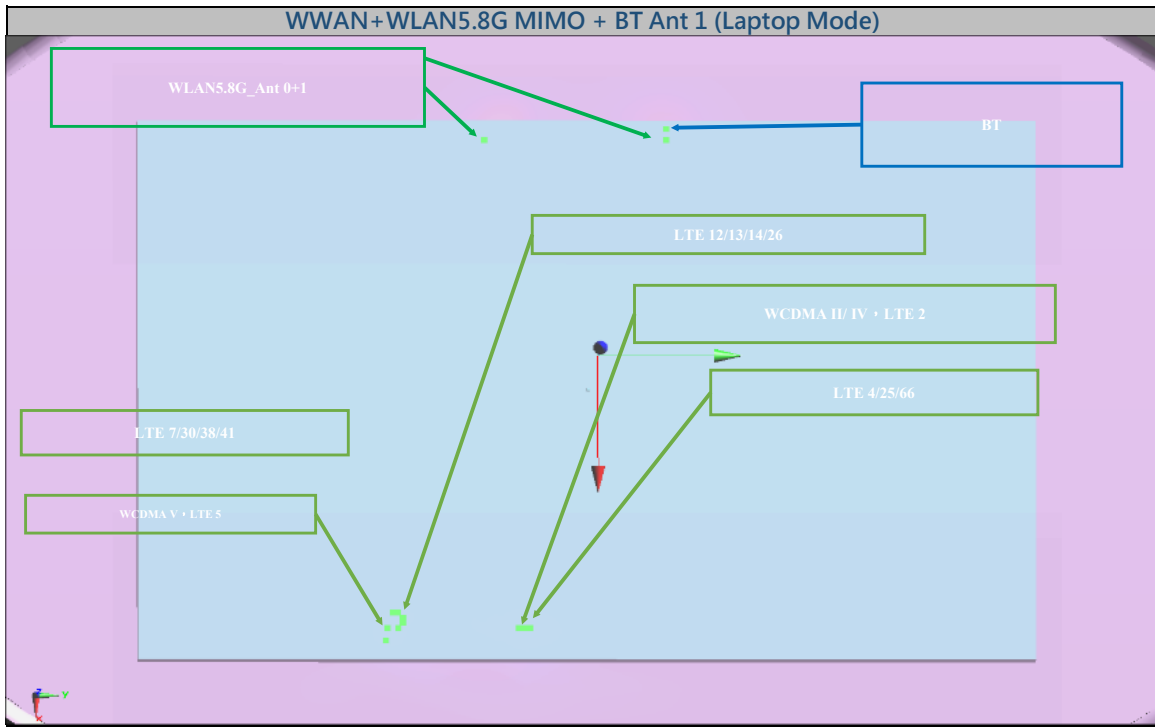 WWAN+WLAN5.8G MIMO + BT Ant 1 (Laptop Mode)
WLAN5.8G_Ant 0+1
BT
LTE 12/13/14/26
WCDMA II/ IV，LTE 2
LTE 4/25/66
LTE 7/30/38/41
WCDMA V，LTE 5
z
y
x